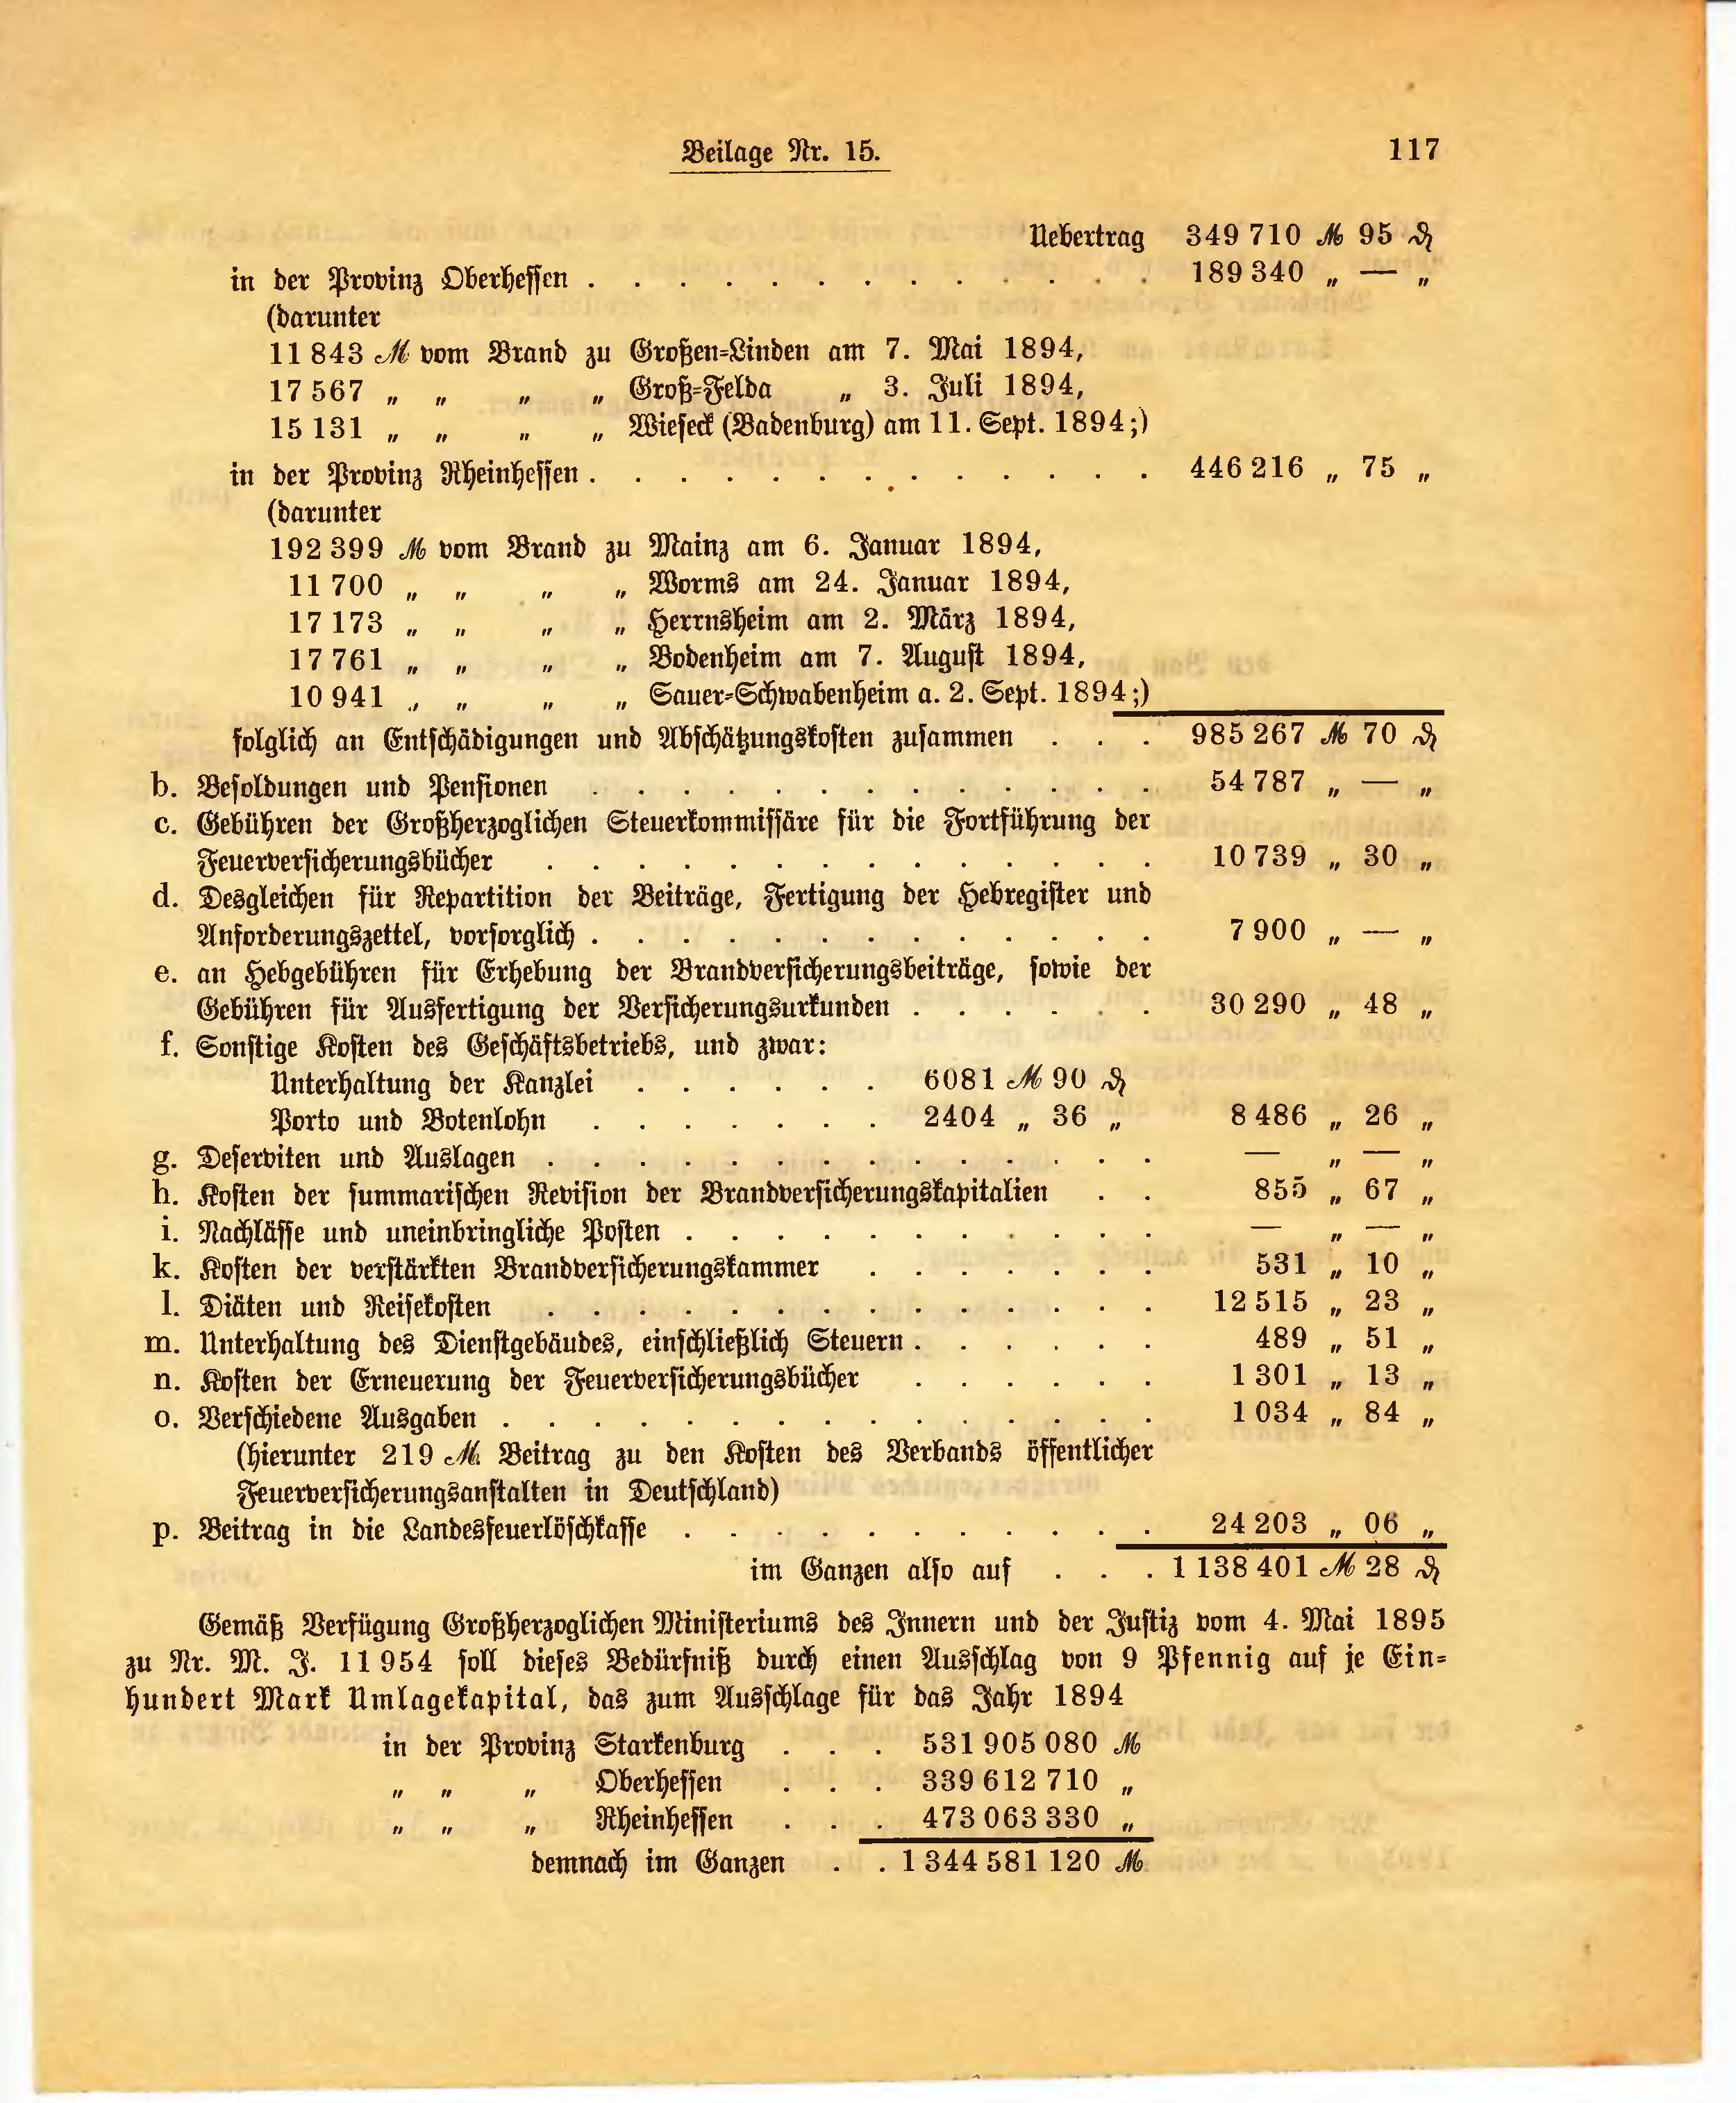 Beilage Nr. 15. 117
Uebertrag 349 710 ℳ 95 ₰
in der Provinz Oberhessen . . . . . . . . . . . . . 189 340 „ — „
(darunter
11 843 ℳ vom Brand zu Großen-Linden am 7. Mai 1894,
17 567 „ „ „ „ Groß-Felda „ 3. Juli 1894,
15 131 „ „ „ „ Wieseck (Badenburg) am 11. Sept. 1894;)
in der Provinz Rheinhessen . . . . . . . . . . . . . 446 216 „ 75 „
(darunter
192 399 ℳ vom Brand zu Mainz am 6. Januar 1894,
11 700 „ „ „ „ Worms am 24. Januar 1894,
17 173 „ „ „ „ Herrnsheim am 2. März 1894,
17 761 „ „ „ „ Bodenheim am 7. August 1894,
10 941 „ „ „ „ Sauer-Schwabenheim a. 2. Sept. 1894;)
folglich an Entschädigungen und Abschätzungskosten zusammen . . . 985 267 ℳ 70 ₰
b. Besoldungen und Pensionen . . . . . . . . . . . . . 54 787 „ — „
c. Gebühren der Großherzoglichen Steuerkommissäre für die Fortführung der
Feuerversicherungsbücher . . . . . . . . . . . . . . 10 739 „ 30 „
d. Desgleichen für Repartition der Beiträge, Fertigung der Hebregister und
Anforderungszettel, vorsorglich . . . . . . . . . . . . . 7 900 „ — „
e. an Hebgebühren für Erhebung der Brandversicherungsbeiträge, sowie der
Gebühren für Ausfertigung der Versicherungsurkunden . . . . . . 30 290 „ 48 „
f. Sonstige Kosten des Geschäftsbetriebs, und zwar:
Unterhaltung der Kanzlei . . . . . . 6081 ℳ 90 ₰
Porto und Botenlohn . . . . . . . 2404 „ 36 „ 8 486 „ 26 „
g. Deserviten und Auslagen . . . . . . . . . . . . . . — „ — „
h. Kosten der summarischen Revision der Brandversicherungskapitalien . . 855 „ 67 „
i. Nachlässe und uneinbringliche Posten . . . . . . . . . . . — „ — „
k. Kosten der verstärkten Brandversicherungskammer . . . . . . . 531 „ 10 „
l. Diäten und Reisekosten . . . . . . . . . . . . . . 12 515 „ 23 „
m. Unterhaltung des Dienstgebäudes, einschließlich Steuern . . . . . . 489 „ 51 „
n. Kosten der Erneuerung der Feuerversicherungsbücher . . . . . . 1 301 „ 13 „
o. Verschiedene Ausgaben . . . . . . . . . . . . . . . 1 034 „ 84 „
(hierunter 219 ℳ Beitrag zu den Kosten des Verbands öffentlicher
Feuerversicherungsanstalten in Deutschland)
p. Beitrag in die Landesfeuerlöschkasse . . . . . . . . . . . 24 203 „ 06 „
im Ganzen also auf . . . 1 138 401 ℳ 28 ₰
Gemäß Verfügung Großherzoglichen Ministeriums des Innern und der Justiz vom 4. Mai 1895
zu Nr. M. J. 11 954 soll dieses Bedürfniß durch einen Ausschlag von 9 Pfennig auf je Ein-
hundert Mark Umlagekapital, das zum Ausschlage für das Jahr 1894
in der Provinz Starkenburg . . . 531 905 080 ℳ
„ „ „ Oberhessen . . . 339 612 710 „
„ „ „ Rheinhessen . . . 473 063 330 „
demnach im Ganzen . . 1 344 581 120 ℳ